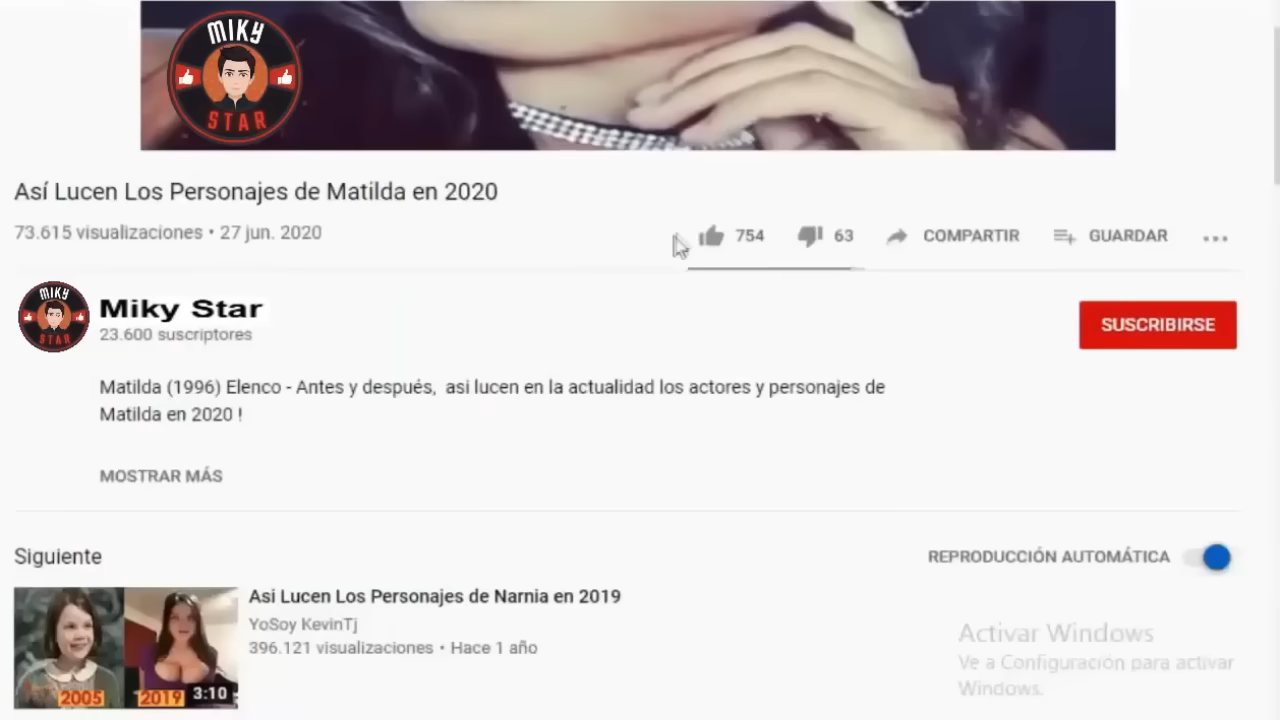 MIKY
STAR
Así Lucen Los Personajes de Matilda en 2020
73.615 visualizaciones • 27 jun. 2020
754 63 COMPARTIR GUARDAR
MIKY
STAR
Miky Star
23.600 suscriptores
SUSCRIBIRSE
Matilda (1996) Elenco - Antes y después, asi lucen en la actualidad los actores y personajes de
Matilda en 2020 !
MOSTRAR MÁS
Siguiente
REPRODUCCIÓN AUTOMÁTICA
Asi Lucen Los Personajes de Narnia en 2019
YoSoy KevinTj
396.121 visualizaciones • Hace 1 año
2005 2019 3:10
Activar Windows
Ve a Configuración para activar
Windows.